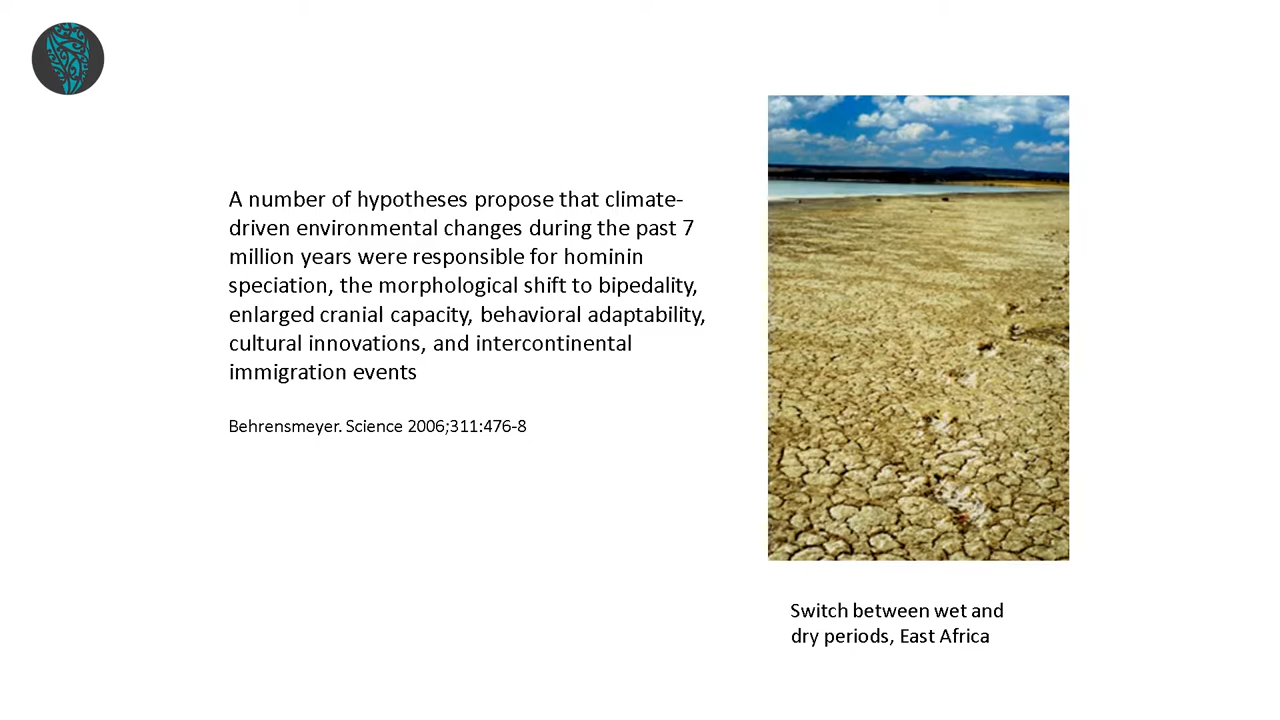 A number of hypotheses propose that climate-
driven environmental changes during the past 7
million years were responsible for hominin
speciation, the morphological shift to bipedality,
enlarged cranial capacity, behavioral adaptability,
cultural innovations, and intercontinental
immigration events
Behrensmeyer. Science 2006;311:476-8
Switch between wet and
dry periods, East Africa